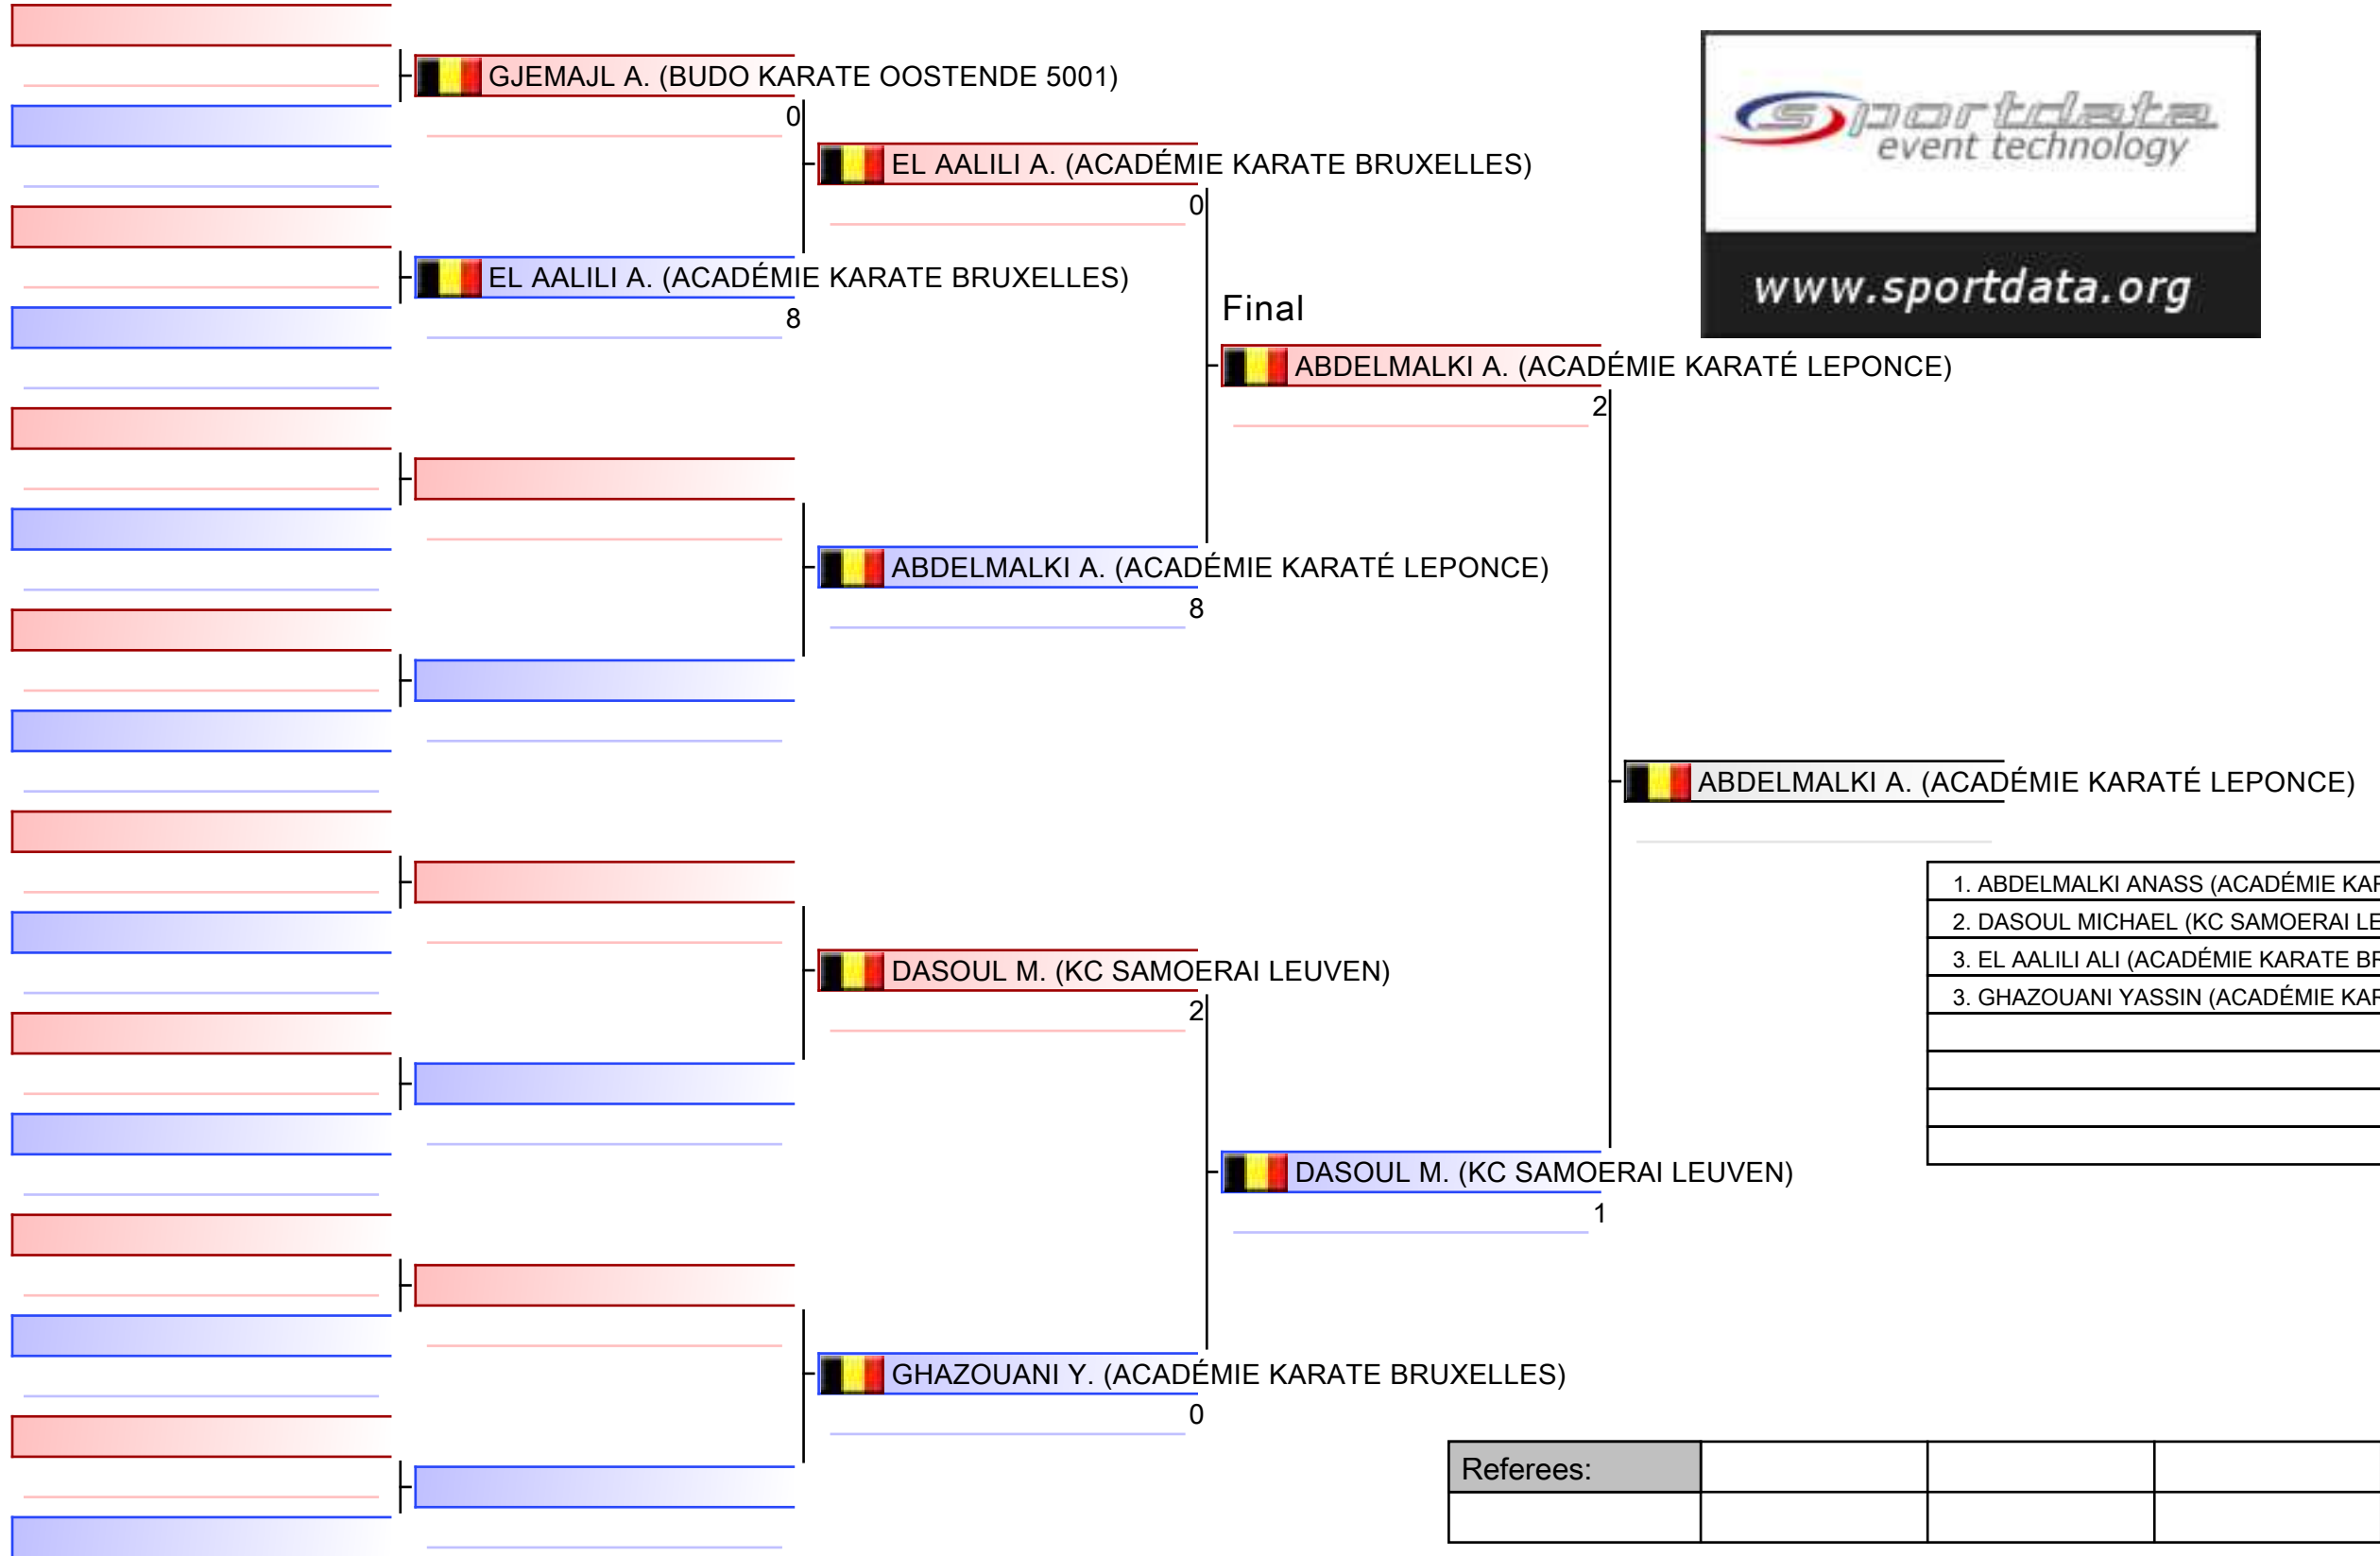 GJEMAJL A. (BUDO KARATE OOSTENDE 5001)
0
EL AALILI A. (ACADÉMIE KARATE BRUXELLES)
8
EL AALILI A. (ACADÉMIE KARATE BRUXELLES)
0
ABDELMALKI A. (ACADÉMIE KARATÉ LEPONCE)
8
DASOUL M. (KC SAMOERAI LEUVEN)
2
GHAZOUANI Y. (ACADÉMIE KARATE BRUXELLES)
0
Final
ABDELMALKI A. (ACADÉMIE KARATÉ LEPONCE)
2
DASOUL M. (KC SAMOERAI LEUVEN)
1
ABDELMALKI A. (ACADÉMIE KARATÉ LEPONCE)
sportdata
event technology
www.sportdata.org
1. ABDELMALKI ANASS (ACADÉMIE KAR
2. DASOUL MICHAEL (KC SAMOERAI LE
3. EL AALILI ALI (ACADÉMIE KARATE BR
3. GHAZOUANI YASSIN (ACADÉMIE KAR
Referees: